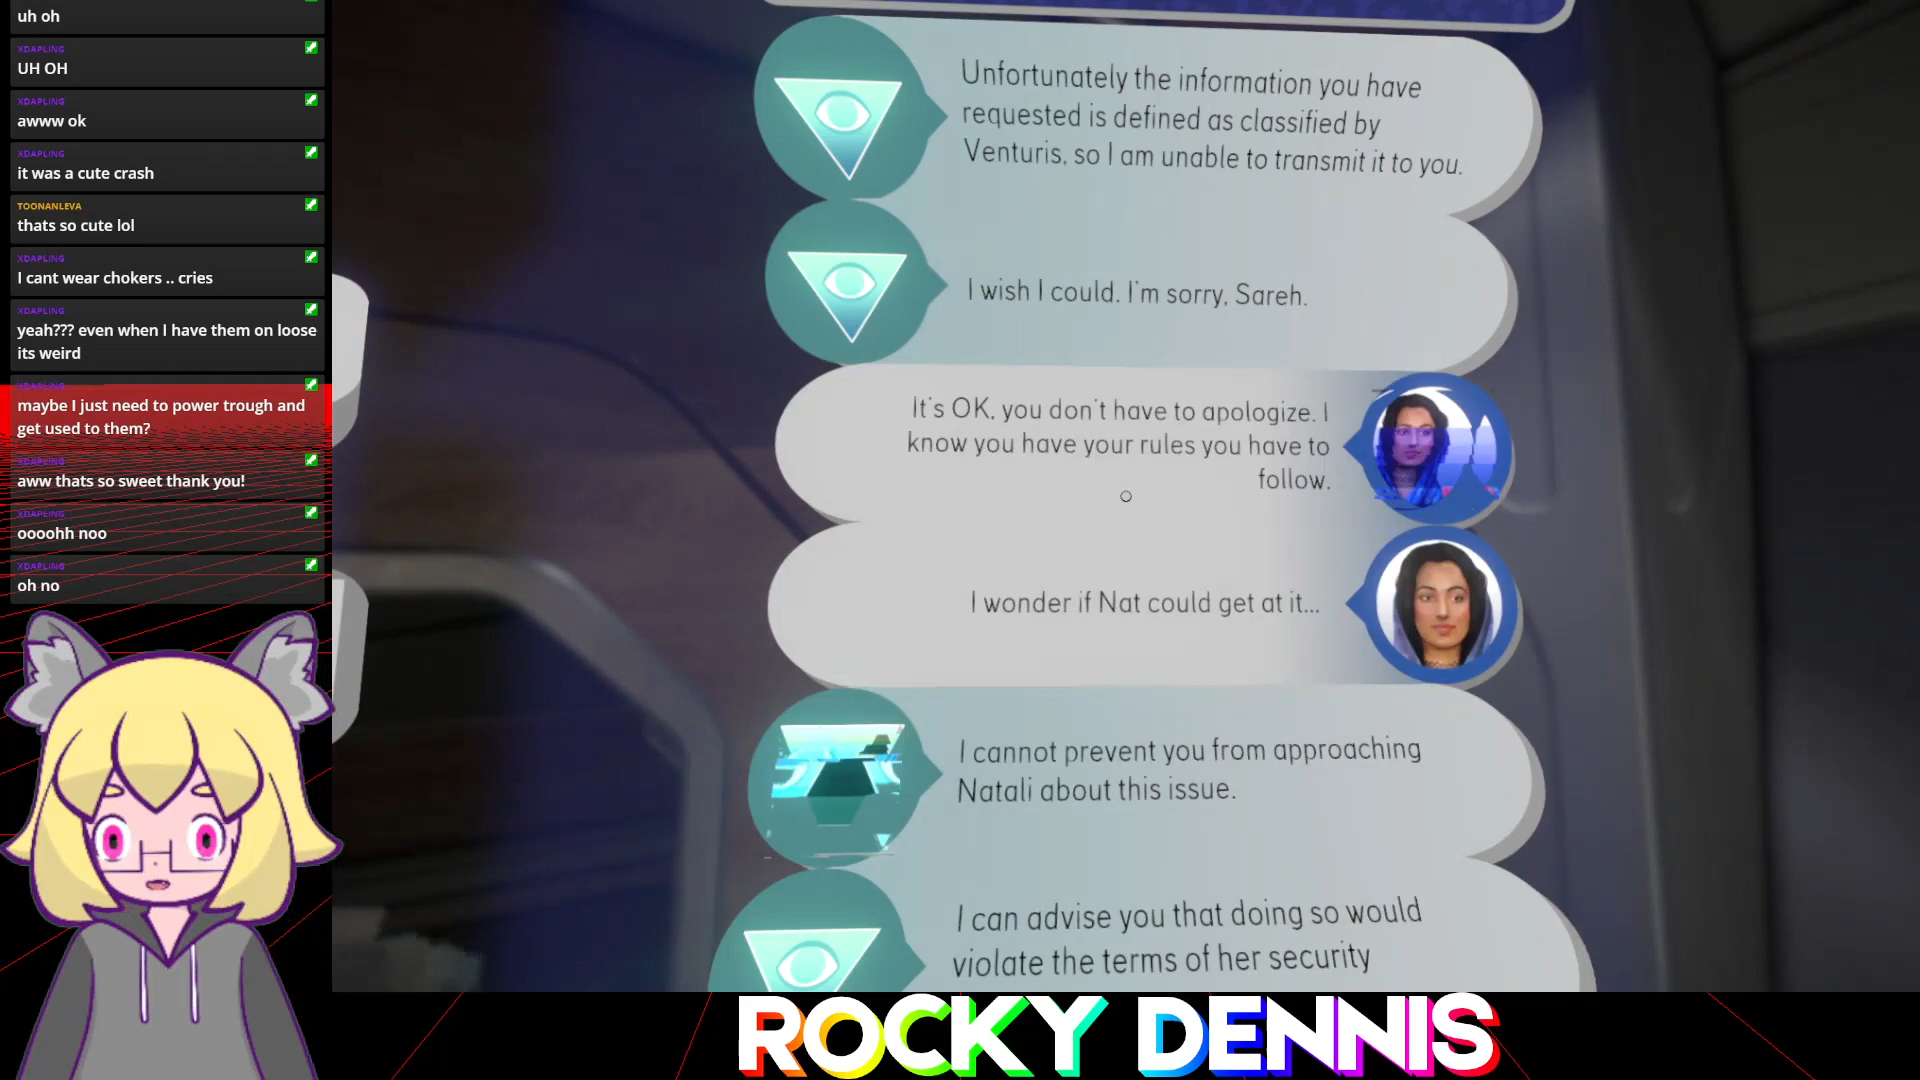 uh oh
XDAPLING
UH OH
XDAPLING
awww ok
XDAPLING
it was a cute crash
TOONANLEVA
thats so cute lol
XDAPLING
I cant wear chokers .. cries
XDAPLING
yeah??? even when I have them on loose
its weird
XDAPLING
maybe I just need to power trough and
get used to them?
XDAPLING
aww thats so sweet thank you!
XDAPLING
oooohh noo
XDAPLING
oh no
Unfortunately the information you have
requested is defined as classified by
Venturis, so I am unable to transmit it to you.
I wish I could. I'm sorry, Sareh.
It's OK, you don't have to apologize. I
know you have your rules you have to
follow.
I wonder if Nat could get at it...
I cannot prevent you from approaching
Natali about this issue.
I can advise you that doing so would
violate the terms of her security
ROCKY DENNIS